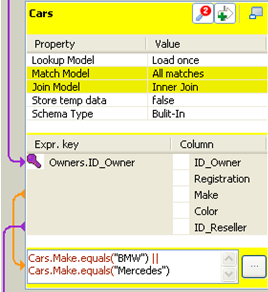 Cars
Property Value
Lookup Model Load once
Match Model All matches
Join Model Inner Join
Store temp data false
Schema Type Bulit-In
Expr. key Column
Owners.ID_Owner ID_Owner
Registration
Make
Color
ID_Reseller
Cars.Make.equals("BMW") ||
Cars.Make.equals("Mercedes")
...